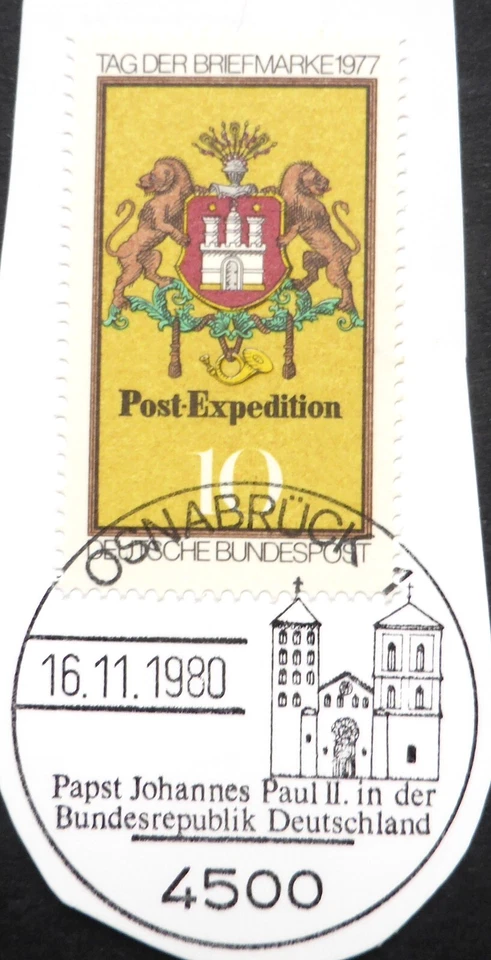 TAG DER BRIEFMARKE 1977
Post-Expedition
10
OSNABRÜCK 1
DEUTSCHE BUNDESPOST
16.11.1980
Papst Johannes Paul II. in der
Bundesrepublik Deutschland
4500